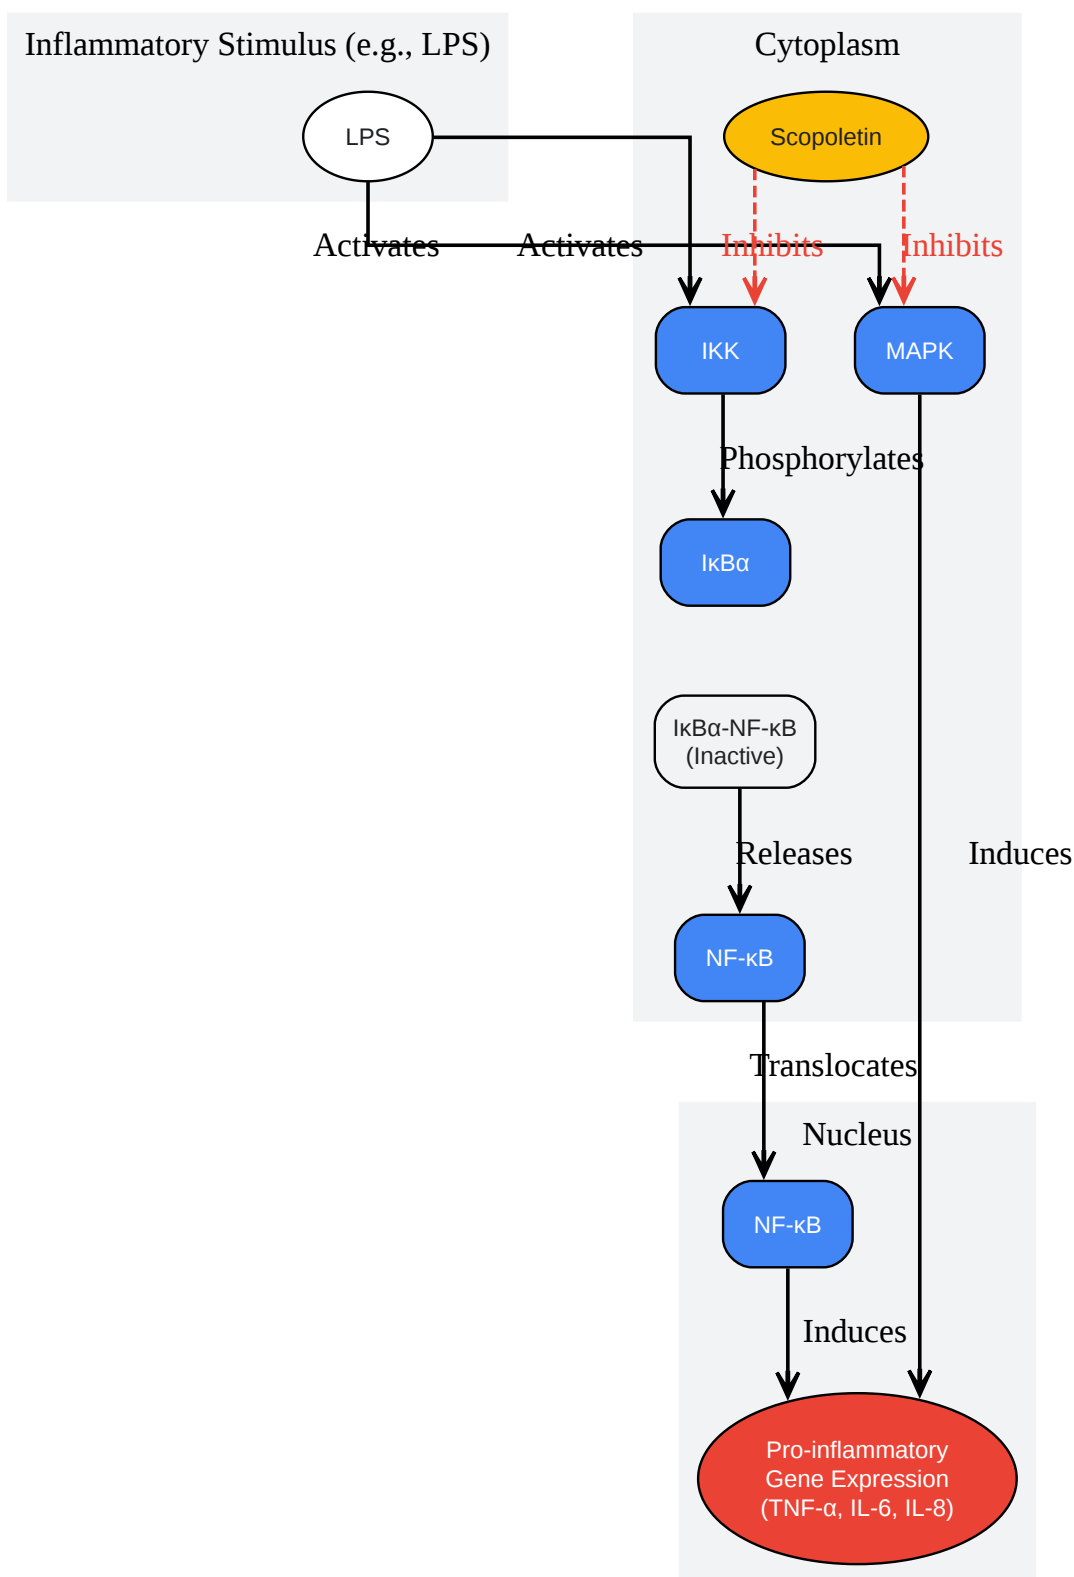 Inflammatory Stimulus (e.g., LPS)
Cytoplasm
LPS
Scopoletin
Activates
Activates
Inhibits
Inhibits
IKK
MAPK
Phosphorylates
IκBα
IκBα-NF-κB
(Inactive)
Releases
Induces
NF-κB
Translocates
Nucleus
NF-κB
Induces
Pro-inflammatory
Gene Expression
(TNF-α, IL-6, IL-8)